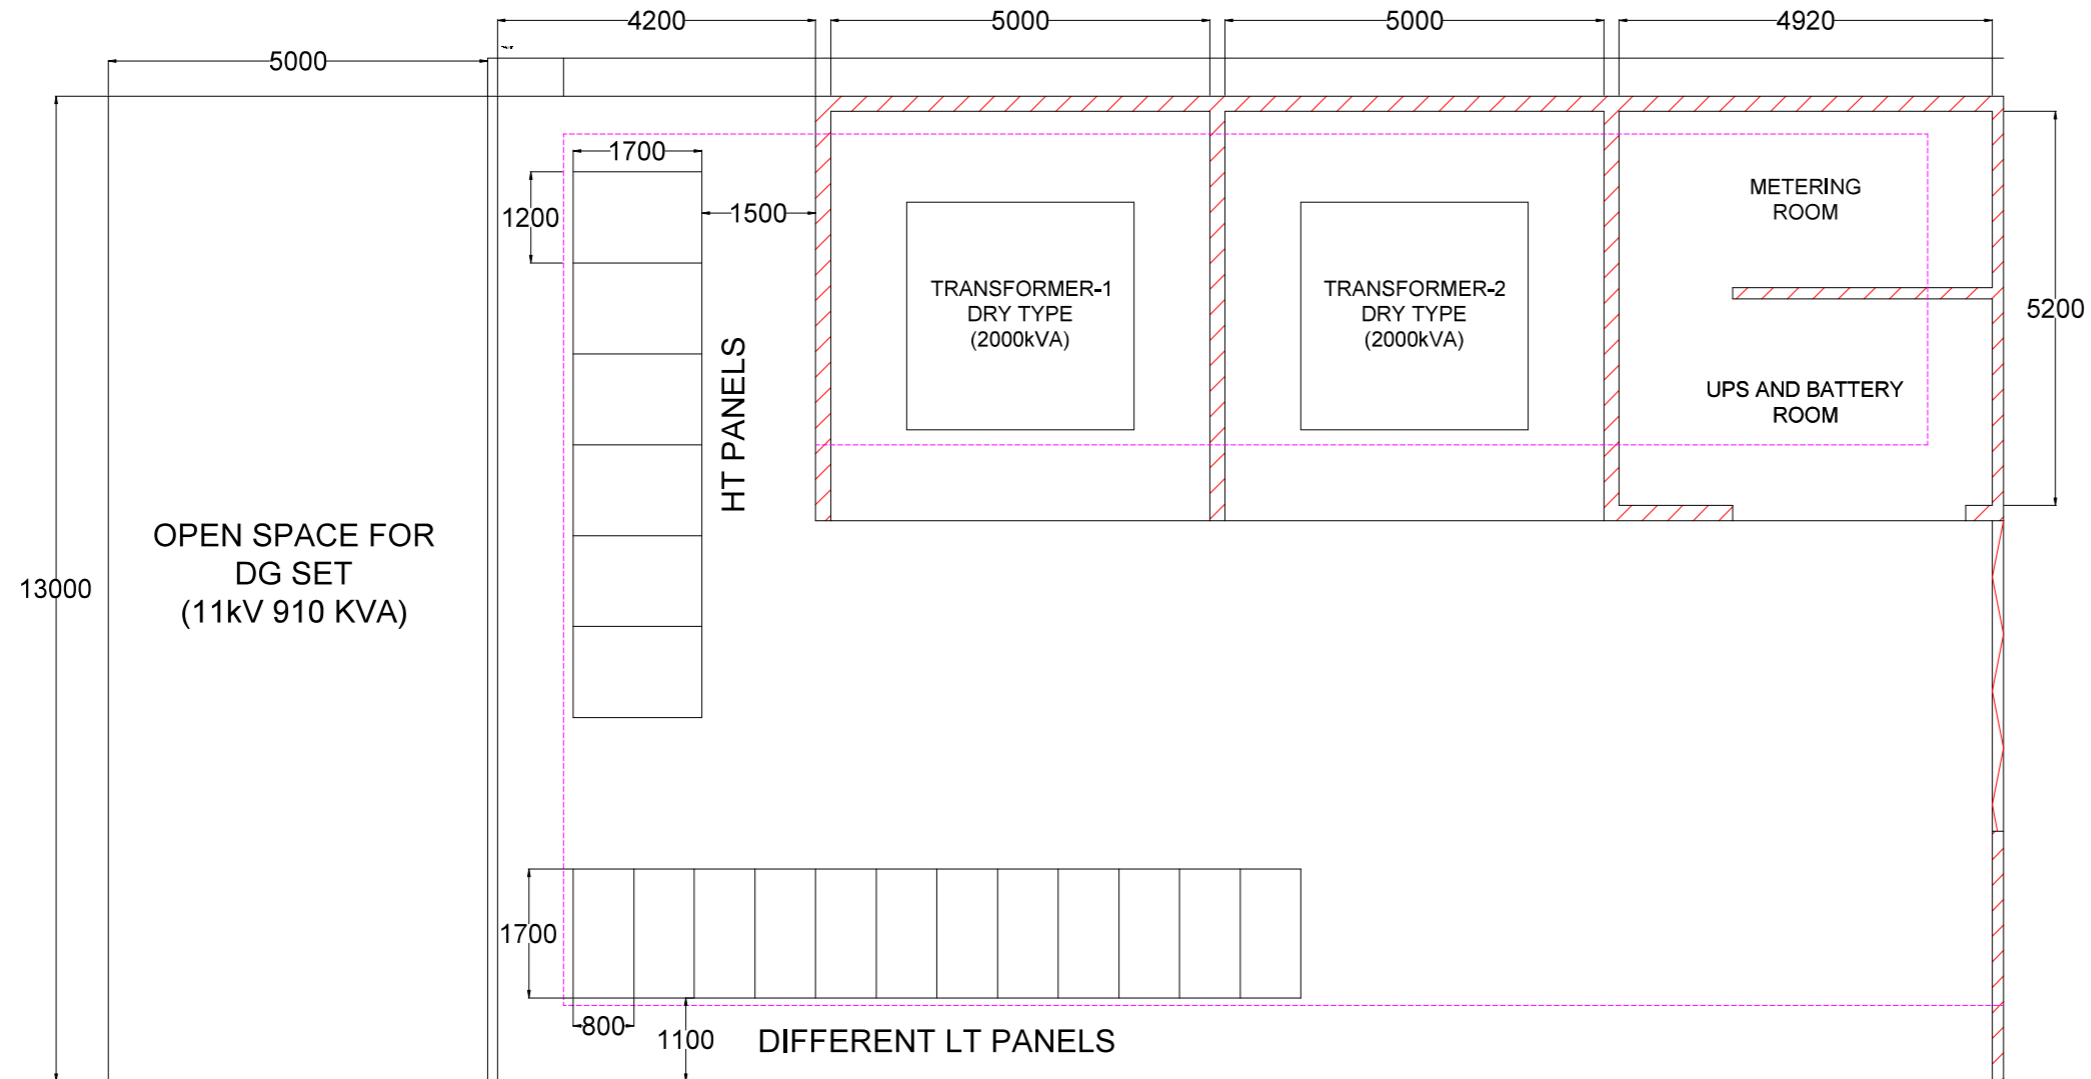 4200
5000
5000
4920
5000
1700
1200
1500
METERING
ROOM
TRANSFORMER-1
DRY TYPE
(2000kVA)
TRANSFORMER-2
DRY TYPE
(2000kVA)
5200
HT PANELS
UPS AND BATTERY
ROOM
OPEN SPACE FOR
DG SET
(11kV 910 KVA)
13000
1700
800
1100
DIFFERENT LT PANELS